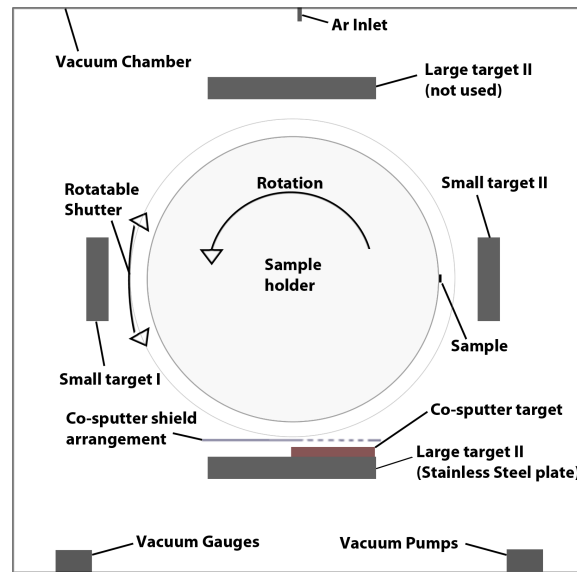 Ar Inlet
Vacuum Chamber
Large target II
(not used)
Rotatable
Shutter
Rotation
Small target II
Sample
holder
Sample
Small target I
Co-sputter shield
arrangement
Co-sputter target
Large target II
(Stainless Steel plate)
Vacuum Gauges
Vacuum Pumps